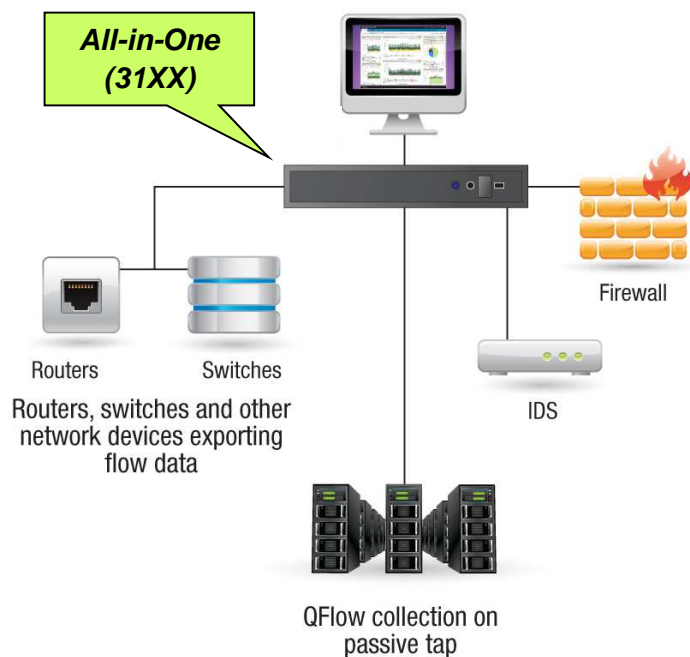 All-in-One
(31XX)
Firewall
Routers
Switches
IDS
Routers, switches and other
network devices exporting
flow data
QFlow collection on
passive tap